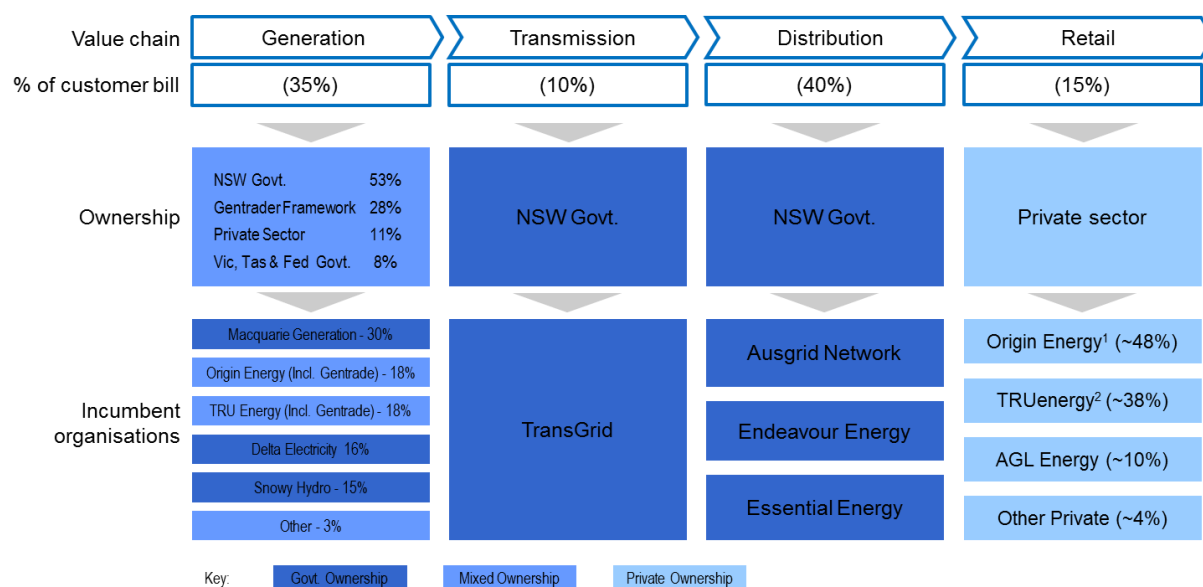 Value chain
Generation
Transmission
Distribution
Retail
% of customer bill
(35%)
(10%)
(40%)
(15%)
Ownership
NSW Govt. 53%
Gentrader Framework 28%
Private Sector 11%
Vic, Tas & Fed Govt. 8%
NSW Govt.
NSW Govt.
Private sector
Incumbent
organisations
Macquarie Generation - 30%
Origin Energy (Incl. Gentrade) - 18%
TRU Energy (Incl. Gentrade) - 18%
Delta Electricity 16%
Snowy Hydro - 15%
Other - 3%
TransGrid
Ausgrid Network
Endeavour Energy
Essential Energy
Origin Energy¹ (~48%)
TRUenergy² (~38%)
AGL Energy (~10%)
Other Private (~4%)
Key:
Govt. Ownership
Mixed Ownership
Private Ownership